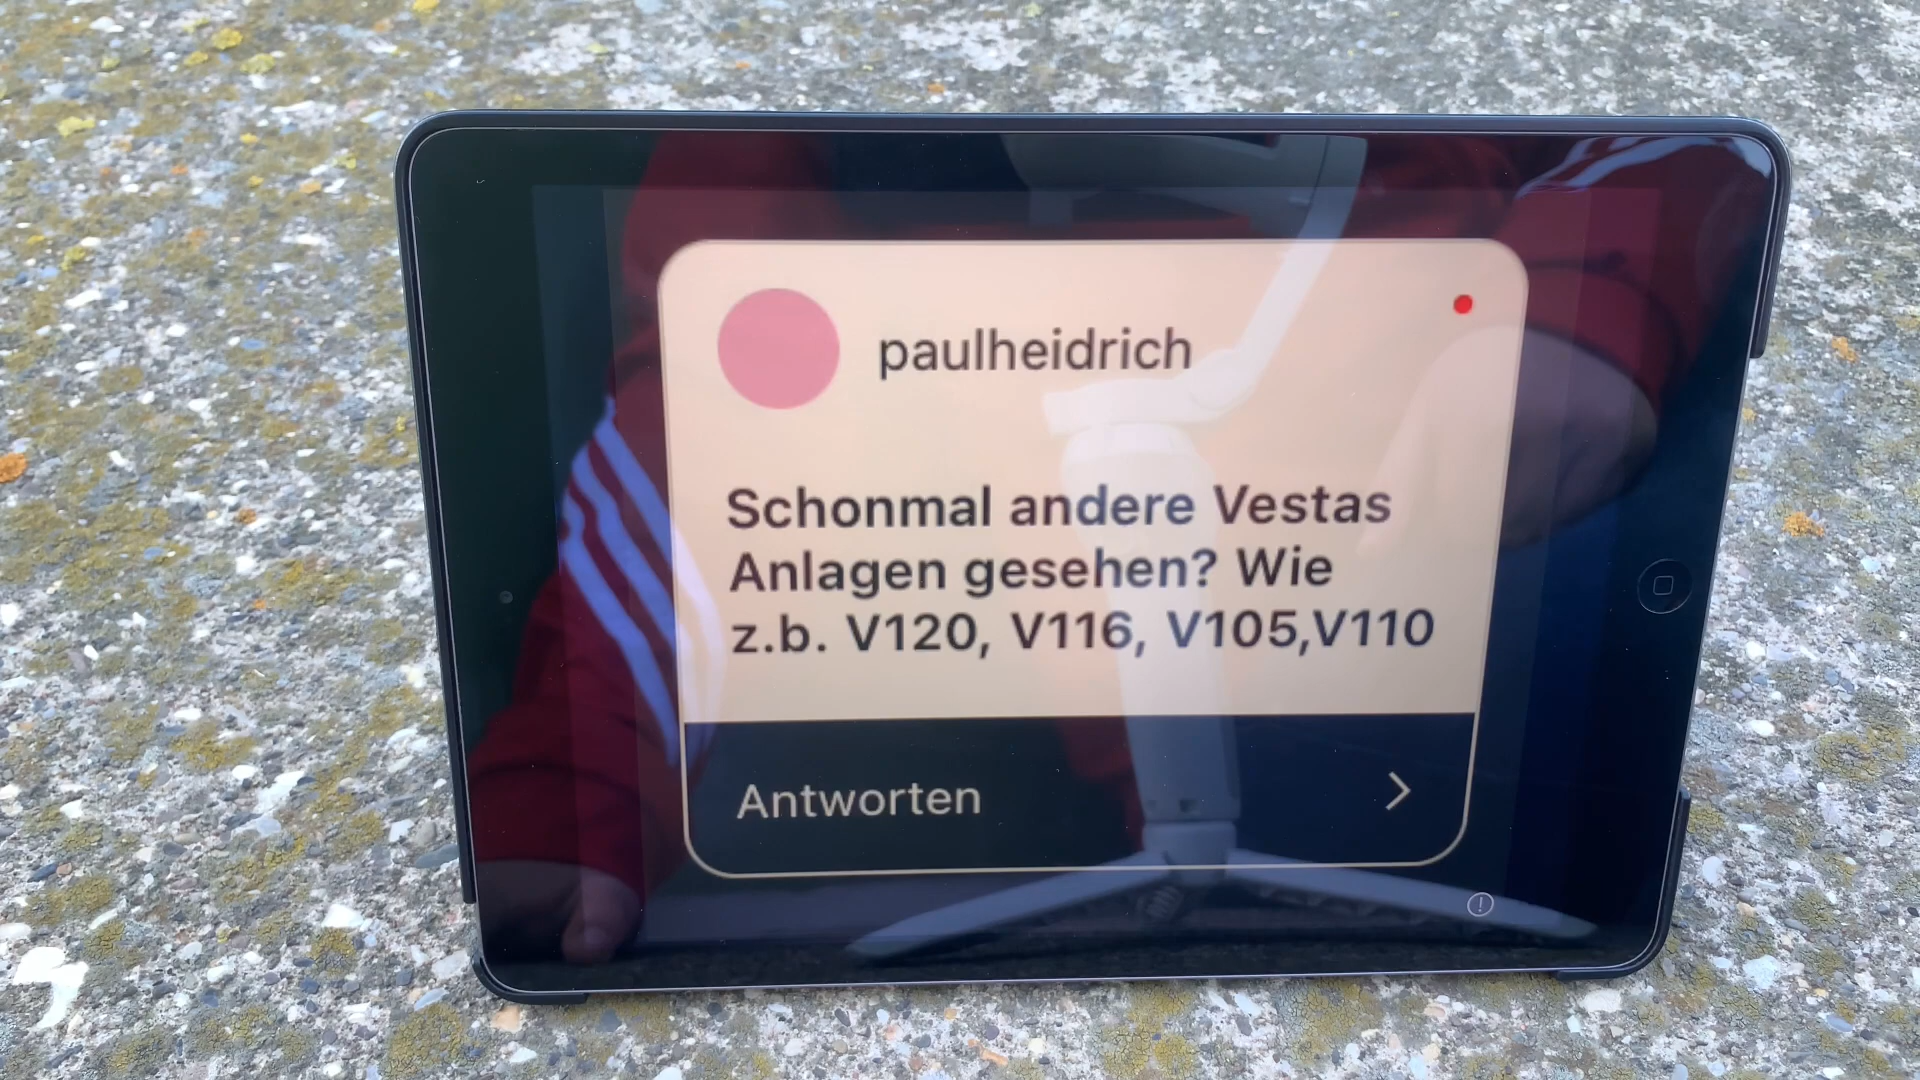 paulheidrich
Schonmal andere Vestas
Anlagen gesehen? Wie
z.b. V120, V116, V105,V110
Antworten